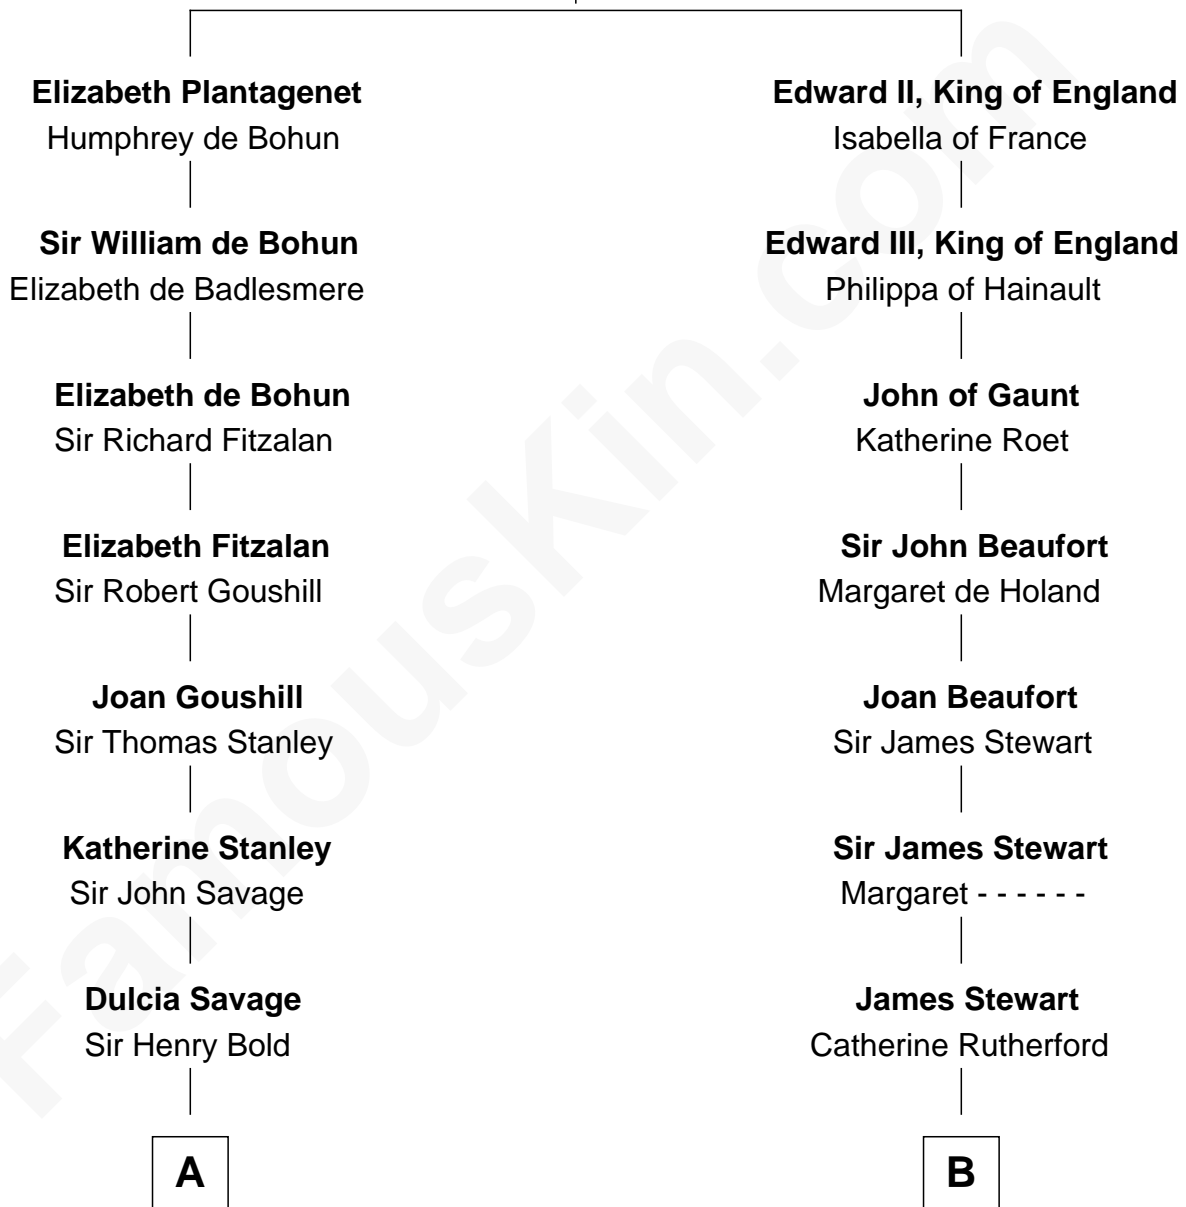 Elizabeth Plantagenet
Humphrey de Bohun
Sir William de Bohun
Elizabeth de Badlesmere
Elizabeth de Bohun
Sir Richard Fitzalan
Elizabeth Fitzalan
Sir Robert Goushill
Joan Goushill
Sir Thomas Stanley
Katherine Stanley
Sir John Savage
Dulcia Savage
Sir Henry Bold
A
Edward II, King of England
Isabella of France
Edward III, King of England
Philippa of Hainault
John of Gaunt
Katherine Roet
Sir John Beaufort
Margaret de Holand
Joan Beaufort
Sir James Stewart
Sir James Stewart
Margaret - - - - - -
James Stewart
Catherine Rutherford
B
FamousKin.com